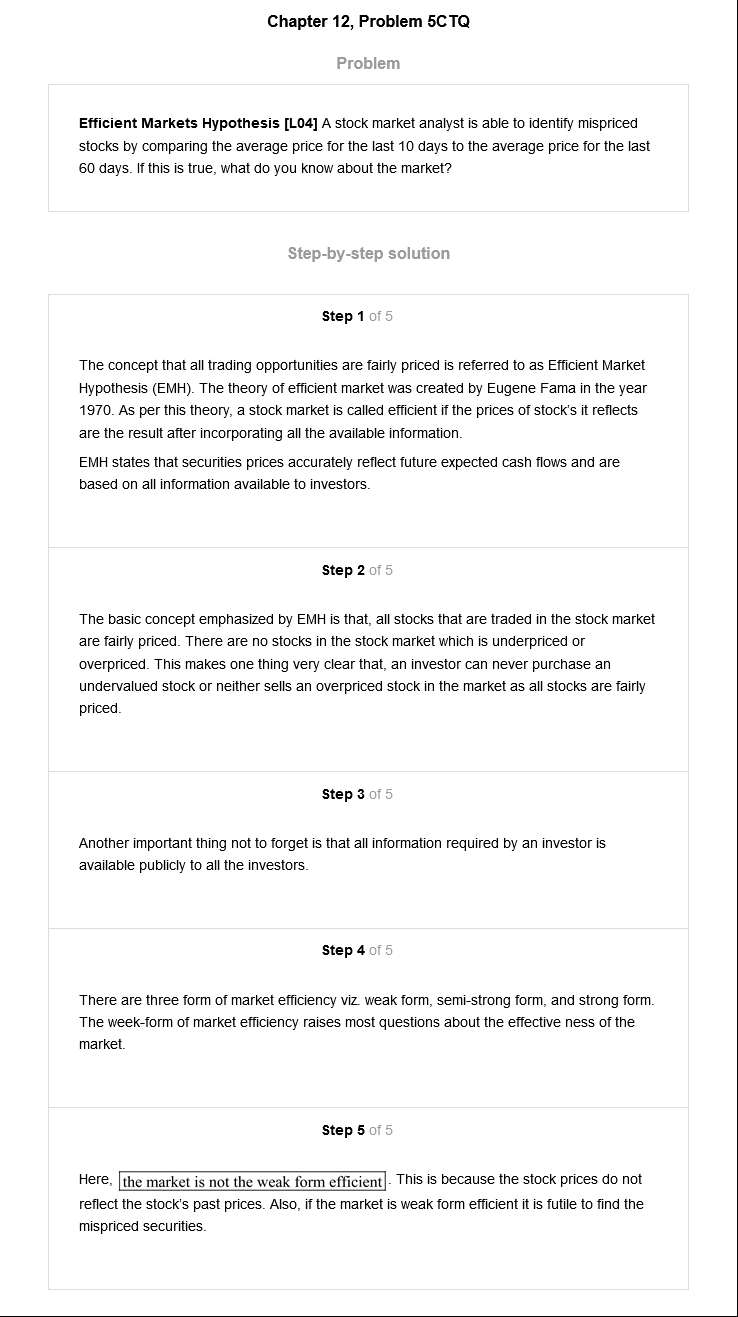 Chapter 12, Problem 5CTQ
Problem
Efficient Markets Hypothesis [L04] A stock market analyst is able to identify mispriced
stocks by comparing the average price for the last 10 days to the average price for the last
60 days. If this is true, what do you know about the market?
Step-by-step solution
Step 1 of 5
The concept that all trading opportunities are fairly priced is referred to as Efficient Market
Hypothesis (EMH). The theory of efficient market was created by Eugene Fama in the year
1970. As per this theory, a stock market is called efficient if the prices of stock's it reflects
are the result after incorporating all the available information.
EMH states that securities prices accurately reflect future expected cash flows and are
based on all information available to investors.
Step 2 of 5
The basic concept emphasized by EMH is that, all stocks that are traded in the stock market
are fairly priced. There are no stocks in the stock market which is underpriced or
overpriced. This makes one thing very clear that, an investor can never purchase an
undervalued stock or neither sells an overpriced stock in the market as all stocks are fairly
priced.
Step 3 of 5
Another important thing not to forget is that all information required by an investor is
available publicly to all the investors.
Step 4 of 5
There are three form of market efficiency viz. weak form, semi-strong form, and strong form.
The week-form of market efficiency raises most questions about the effective ness of the
market.
Step 5 of 5
Here, the market is not the weak form efficient . This is because the stock prices do not
reflect the stock's past prices. Also, if the market is weak form efficient it is futile to find the
mispriced securities.